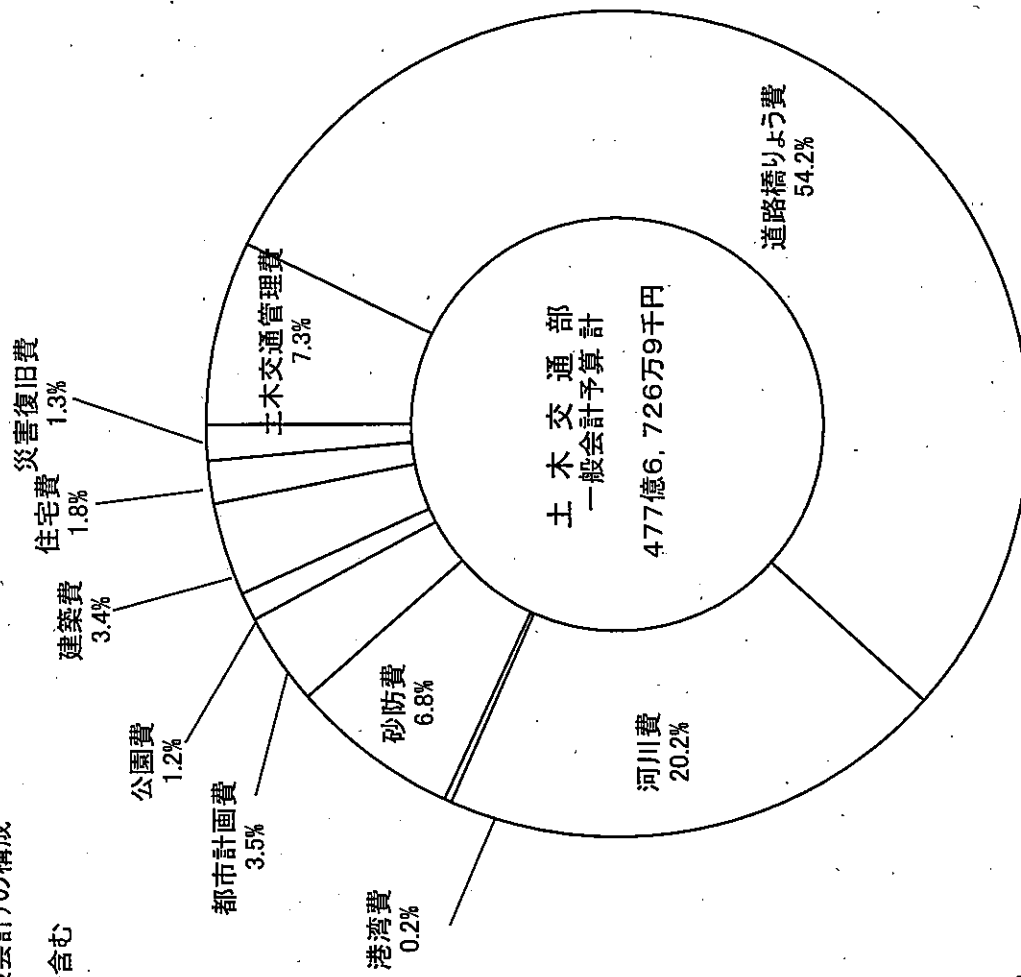 会計)の構成
含む
土木交通部
一般会計予算計
477億6,726万9千円
土木交通管理費
7.3%
道路橋りょう費
54.2%
河川費
20.2%
港湾費
0.2%
砂防費
6.8%
都市計画費
3.5%
公園費
1.2%
建築費
3.4%
住宅費
1.8%
災害復旧費
1.3%